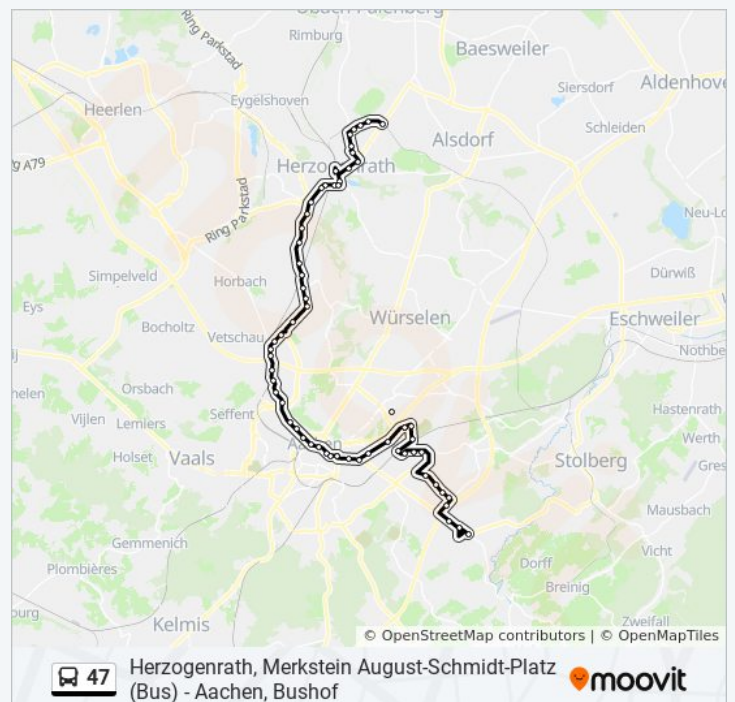 Übach-Palenberg
Rimburg
Ring Parkstad
Baesweiler
Siersdorf
Aldenhove
Heerlen
Eygelshoven
Schleiden
Alsdorf
Herzogenrath
g A79
Ring Parkstad
Neu-Lo
Simpelveld
Horbach
Dürwiß
Eys
Würselen
Eschweiler
Bocholtz
Vetschau
Nothbe
ij
elen
Orsbach
Seffent
Hastenrath
Vijlen
Lemiers
Werth
Aachen
Holset
Vaals
Stolberg
Gres
Mausbach
Gemmenich
Vicht
Dorff
Plombières
Breinig
urg
Zweifall
Kelmis
© OpenStreetMap contributors | © OpenMapTiles
47
Herzogenrath, Merkstein August-Schmidt-Platz
(Bus) - Aachen, Bushof
moovit